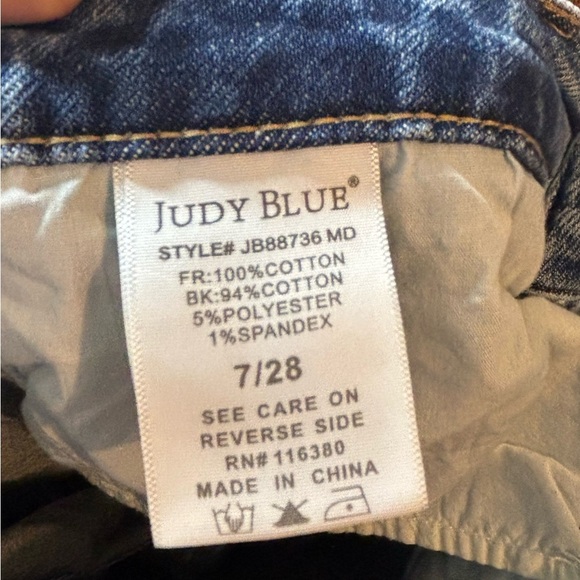 JUDY BLUE®
STYLE# JB88736 MD
FR:100%COTTON
BK:94%COTTON
5%POLYESTER
1%SPANDEX
7/28
SEE CARE ON
REVERSE SIDE
RN# 116380
MADE IN CHINA